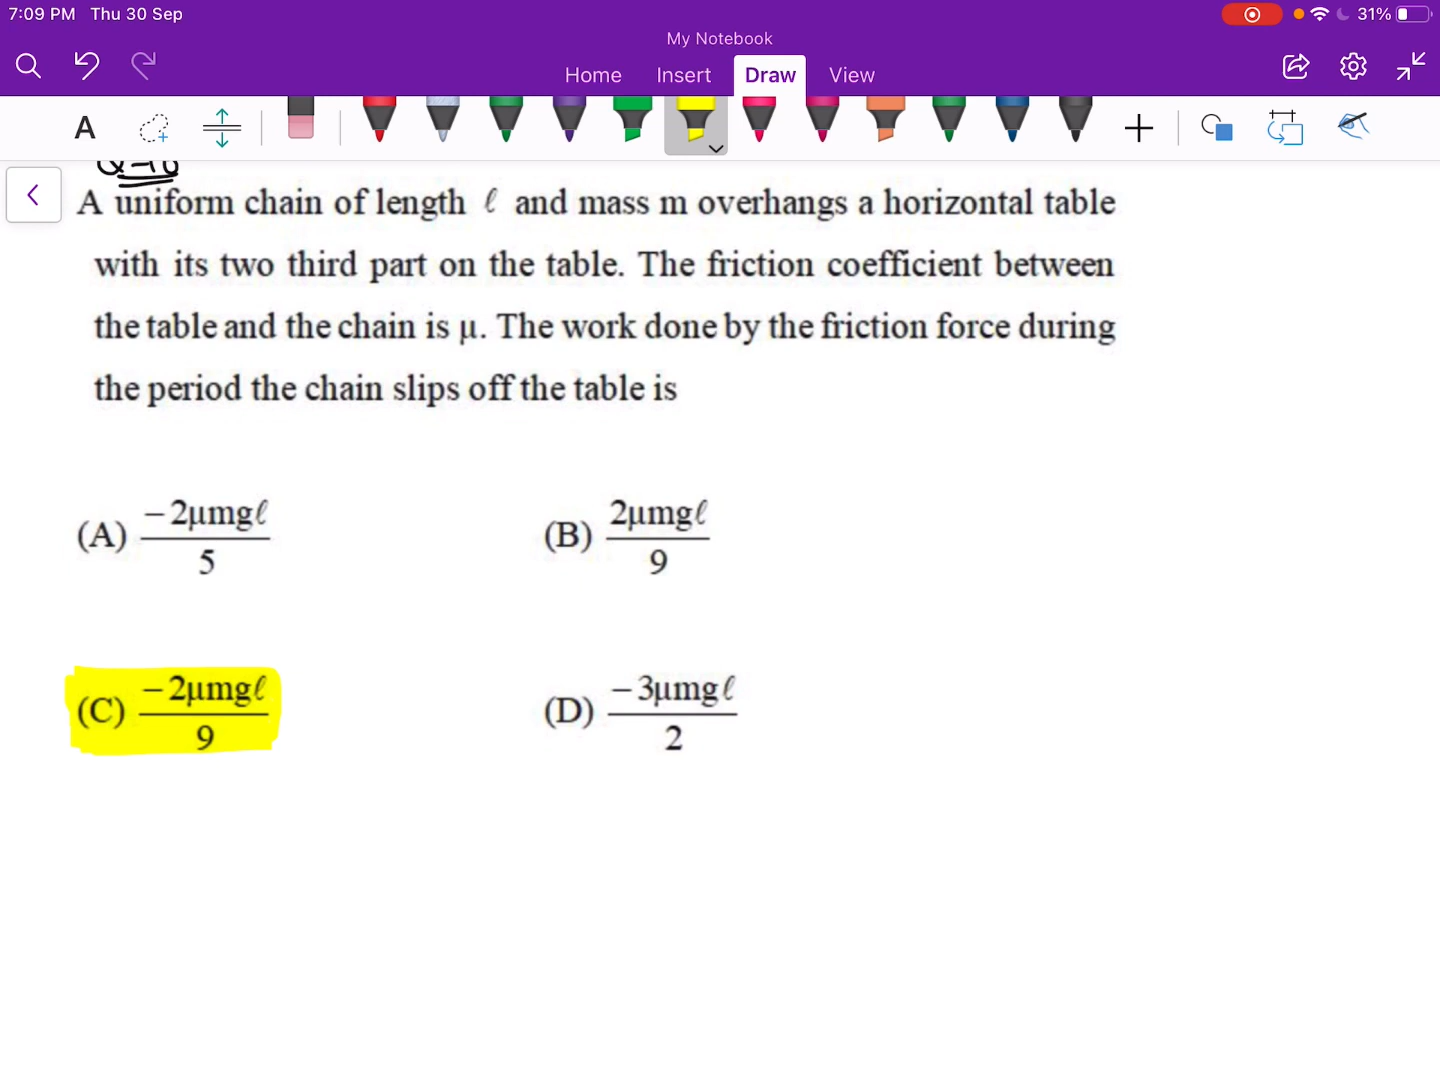 7:09 PM Thu 30 Sep
31%
My Notebook
Home Insert Draw View
A
Q-10
A uniform chain of length ℓ and mass m overhangs a horizontal table
with its two third part on the table. The friction coefficient between
the table and the chain is μ. The work done by the friction force during
the period the chain slips off the table is
(A) −2μmgℓ/5 (B) 2μmgℓ/9
(C) −2μmgℓ/9 (D) −3μmgℓ/2